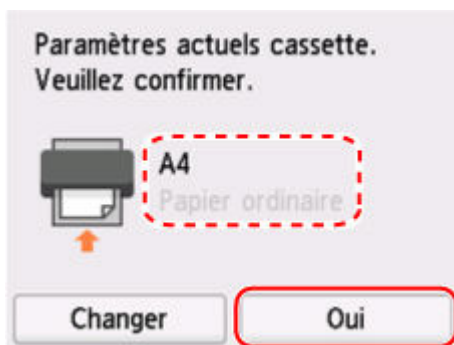 Paramètres actuels cassette.
Veuillez confirmer.
A4
Papier ordinaire
Changer
Oui